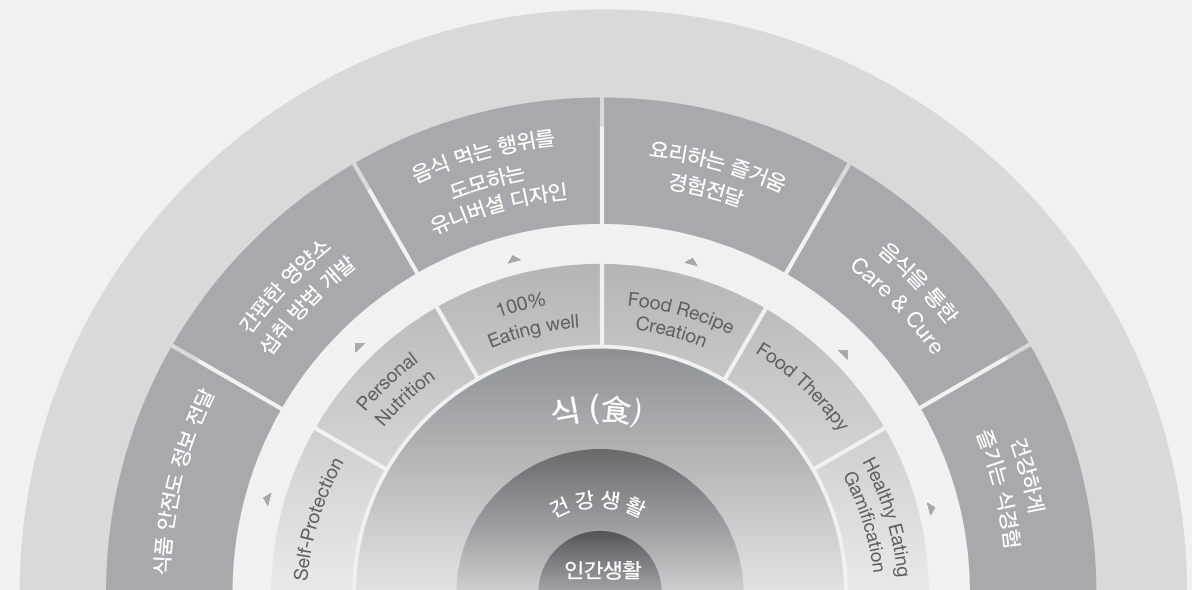 식품 안전도 정보 전달
간편한 영양소
섭취 방법 개발
음식 먹는 행위를
도모하는
유니버셜 디자인
요리하는 즐거움
경험전달
음식을 통한
Care & Cure
건강하게
즐기는 식경험
Self-Protection
Personal
Nutrition
100%
Eating well
Food Recipe
Creation
Food Therapy
Healthy Eating
Gamification
식 (食)
건강생활
인간생활